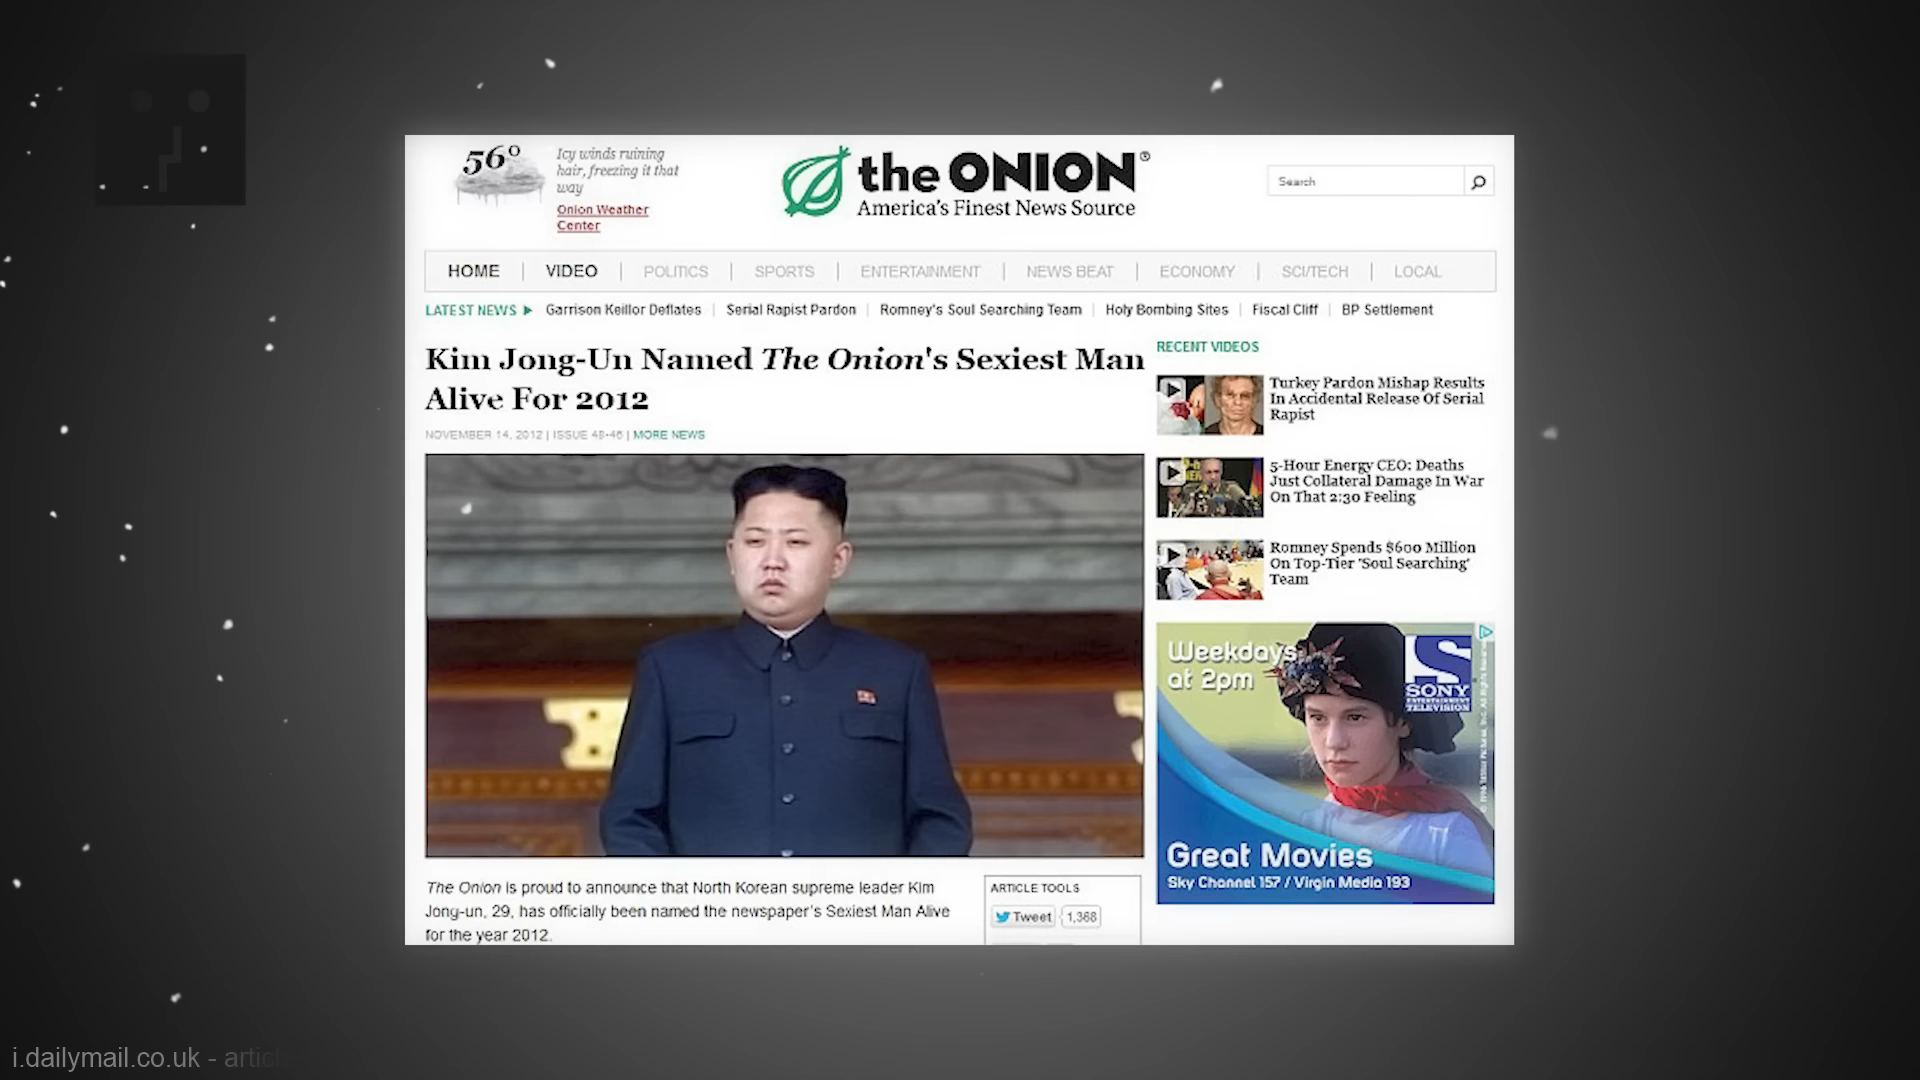 56°
Icy winds ruining
hair, freezing it that
way
Onion Weather
Center
the ONION®
America's Finest News Source
Search
HOME VIDEO POLITICS SPORTS ENTERTAINMENT NEWS BEAT ECONOMY SCI/TECH LOCAL
LATEST NEWS Garrison Keillor Deflates Serial Rapist Pardon Romney's Soul Searching Team Holy Bombing Sites Fiscal Cliff BP Settlement
Kim Jong-Un Named The Onion's Sexiest Man
Alive For 2012
NOVEMBER 14, 2012 | ISSUE 48-46 | MORE NEWS
The Onion is proud to announce that North Korean supreme leader Kim
Jong-un, 29, has officially been named the newspaper's Sexiest Man Alive
for the year 2012.
ARTICLE TOOLS
Tweet 1,368
RECENT VIDEOS
Turkey Pardon Mishap Results
In Accidental Release Of Serial
Rapist
5-Hour Energy CEO: Deaths
Just Collateral Damage In War
On That 2:30 Feeling
Romney Spends $600 Million
On Top-Tier 'Soul Searching'
Team
Weekdays
at 2pm
SONY
ENTERTAINMENT
TELEVISION
Great Movies
Sky Channel 157 / Virgin Media 193
i.dailymail.co.uk - artic